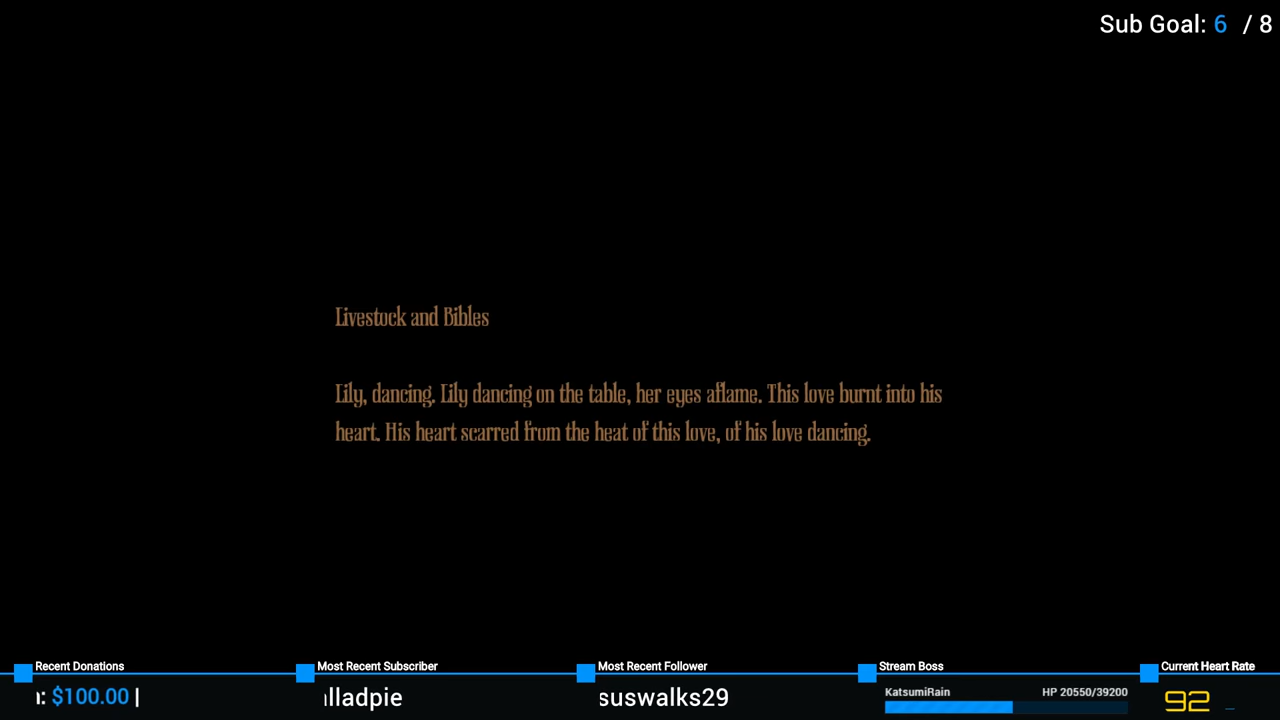 Sub Goal: 6 / 8
Livestock and Bibles
Lily, dancing. Lily dancing on the table, her eyes aflame. This love burnt into his
heart. His heart scarred from the heat of this love, of his love dancing.
Recent Donations
Most Recent Subscriber
Most Recent Follower
Stream Boss
Current Heart Rate
: $100.00 |
lladpie
suswalks29
KatsumiRain
HP 20550/39200
92